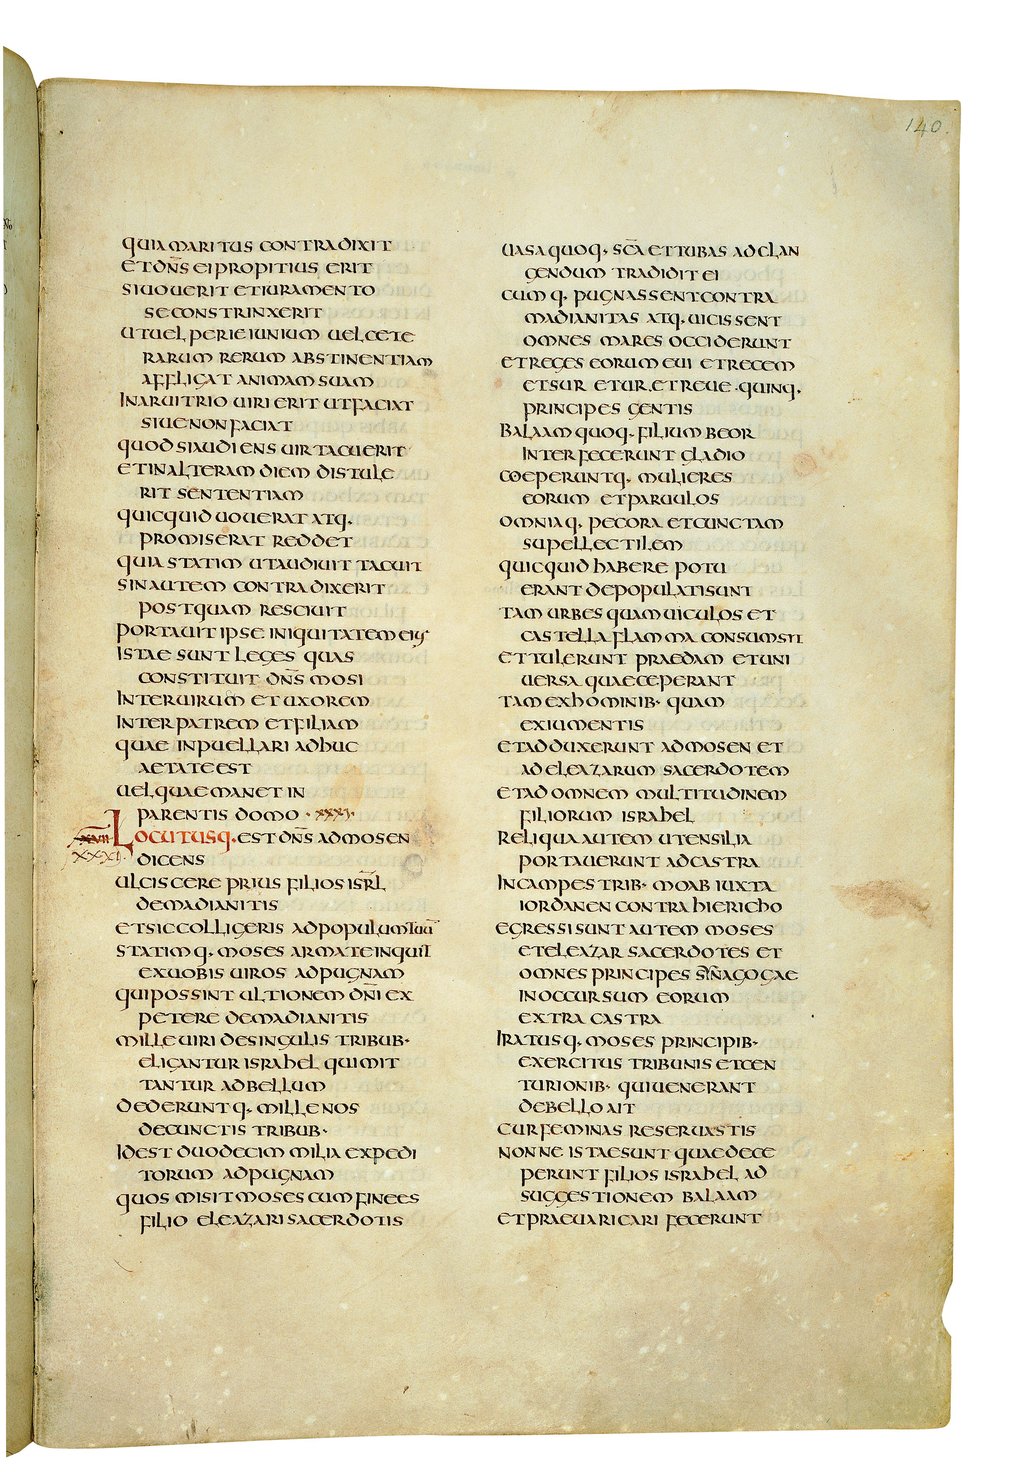 140.
QUIA MARITUS CONTRADIXIT
ET DN̄S EI PROPITIUS ERIT
SI UOUERIT ET IURAMENTO
SE CONSTRINXERIT
UT UEL PER IEIUNIUM UEL CETE
RARUM RERUM ABSTINENTIAM
AFFLIGAT ANIMAM SUAM
IN ARUITRIO UIRI ERIT UT FACIAT
SIUE NON FACIAT
QUOD SI AUDIENS UIR TACUERIT
ET IN ALTERAM DIEM DISTULE
RIT SENTENTIAM
QUICQUID UOUERAT ATQ·
PROMISERAT REDDET
QUIA STATIM UT AUDIUIT TACUIT
SIN AUTEM CONTRADIXERIT
POSTQUAM RESCIUIT
PORTAUIT IPSE INIQUITATEM EIUS
ISTAE SUNT LEGES QUAS
CONSTITUIT DN̄S MOSI
INTER UIRUM ET UXOREM
INTER PATREM ET FILIAM
QUAE IN PUELLARI ADHUC
AETATE EST
UEL QUAE MANET IN
PARENTIS DOMO · XXXI·
LOCUTUSQ· EST DN̄S AD MOSEN
XXXI· DICENS
ULCISCERE PRIUS FILIOS ISRL̄
DE MADIANITIS
ET SIC COLLIGERIS AD POPULUM TUŪ
STATIMQ· MOSES ARMATE INQUIT
EX UOBIS UIROS AD PUGNAM
QUI POSSINT ULTIONEM DN̄I EX
PETERE DE MADIANITIS
MILLE UIRI DE SINGULIS TRIBUB·
ELIGANTUR ISRAHEL QUI MIT
TANTUR AD BELLUM
DEDERUNTQ· MILLENOS
DE CUNCTIS TRIBUB·
ID EST DUODECIM MILIA EXPEDI
TORUM AD PUGNAM
QUOS MISIT MOSES CUM FINEES
FILIO ELEAZARI SACERDOTIS
UASA QUOQ· SC̄A ET TUBAS AD CLAN
GENDUM TRADIDIT EI
CUMQ· PUGNASSENT CONTRA
MADIANITAS ATQ· UICISSENT
OMNES MARES OCCIDERUNT
ET REGES EORUM EUI ET RECEM
ET SUR ET UR· ET REUE · QUINQ·
PRINCIPES GENTIS
BALAAM QUOQ· FILIUM BEOR
INTERFECERUNT GLADIO
COEPERUNTQ· MULIERES
EORUM ET PARUULOS
OMNIAQ· PECORA ET CUNCTAM
SUPELLECTILEM
QUICQUID HABERE POTU
ERANT DEPOPULATI SUNT
TAM URBES QUAM UICULOS ET
CASTELLA FLAMMA CONSUMSIT
ET TULERUNT PRAEDAM ET UNI
UERSA QUAE CEPERANT
TAM EX HOMINIB· QUAM
EX IUMENTIS
ET ADDUXERUNT AD MOSEN ET
AD ELEAZARUM SACERDOTEM
ET AD OMNEM MULTITUDINEM
FILIORUM ISRAHEL
RELIQUA AUTEM UTENSILIA
PORTAUERUNT AD CASTRA
IN CAMPESTRIB· MOAB IUXTA
IORDANEN CONTRA HIERICHO
EGRESSI SUNT AUTEM MOSES
ET ELEAZAR SACERDOTES ET
OMNES PRINCIPES SYNAGOGAE
IN OCCURSUM EORUM
EXTRA CASTRA
IRATUSQ· MOSES PRINCIPIB·
EXERCITUS TRIBUNIS ET CEN
TURIONIB· QUI UENERANT
DE BELLO AIT
CUR FEMINAS RESERUASTIS
NONNE ISTAE SUNT QUAE DECE
PERUNT FILIOS ISRAHEL AD
SUGGESTIONEM BALAAM
ET PRAEUARICARI FECERUNT